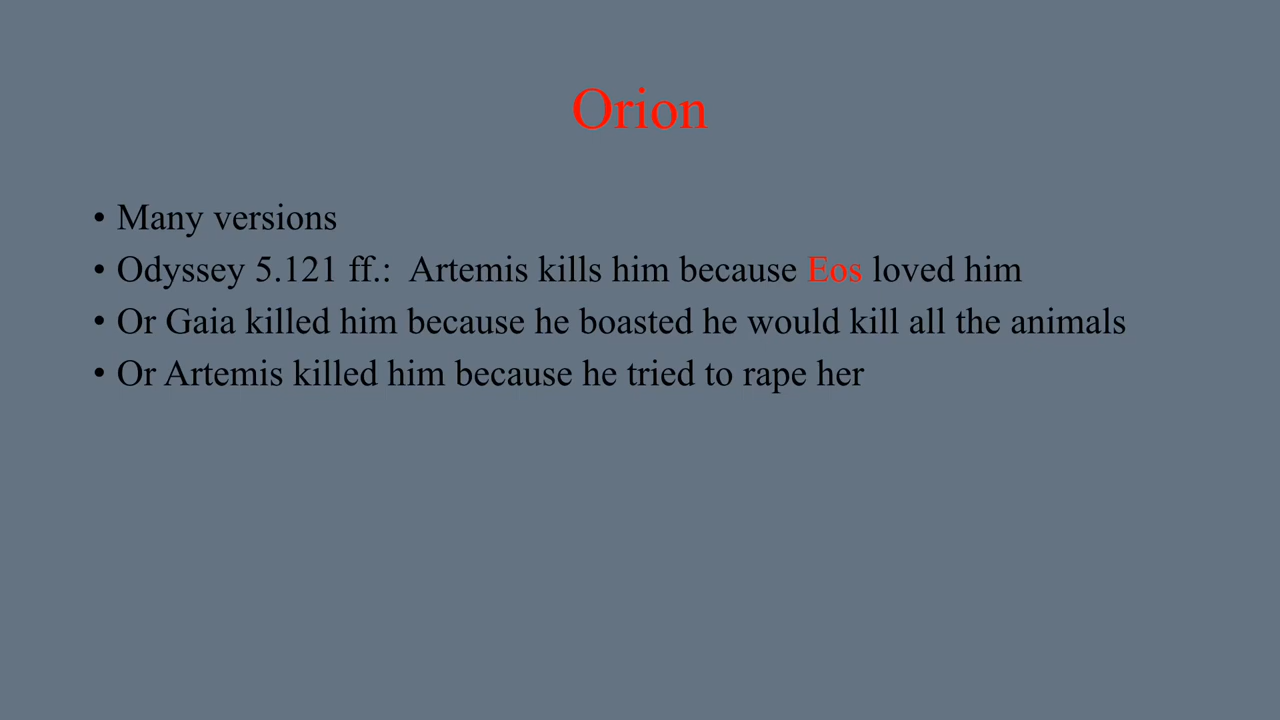 Orion
• Many versions
• Odyssey 5.121 ff.:  Artemis kills him because Eos loved him
• Or Gaia killed him because he boasted he would kill all the animals
• Or Artemis killed him because he tried to rape her